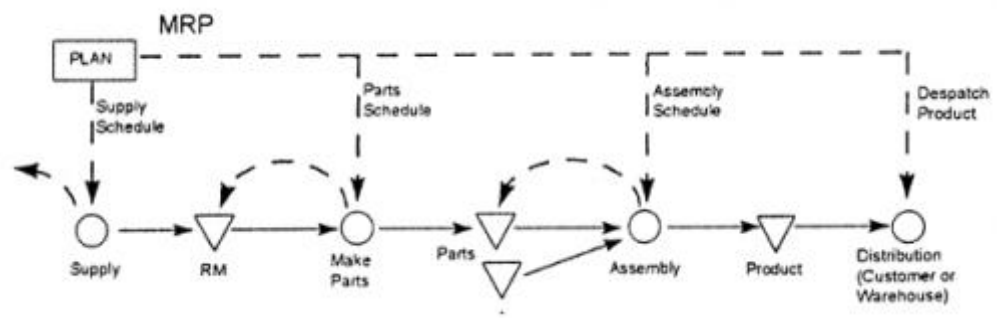 MRP
PLAN
Supply
Schedule
Parts
Schedule
Assembly
Schedule
Despatch
Product
Supply
RM
Make
Parts
Parts
Assembly
Product
Distribution
(Customer or
Warehouse)